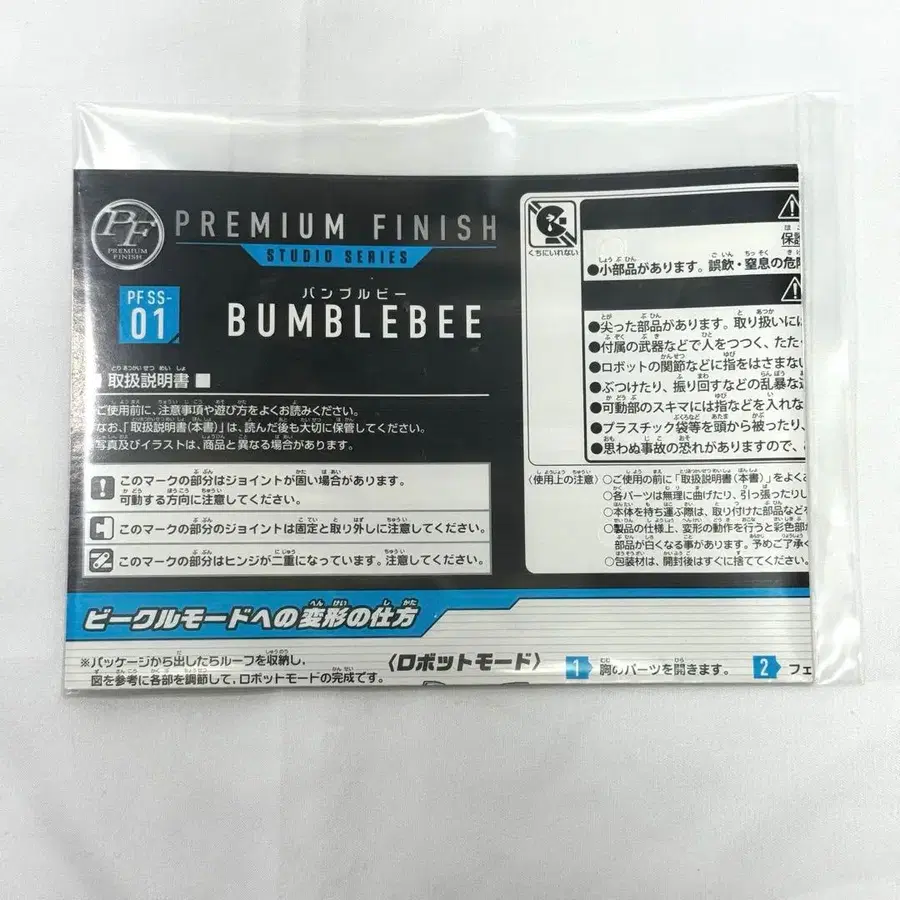 PF
PREMIUM
FINISH
PREMIUM FINISH
STUDIO SERIES
PF SS-
01
バンブルビー
BUMBLEBEE
■ 取扱説明書 ■
ご使用前に、注意事項や遊び方をよくお読みください。
なお、「取扱説明書(本書)」は、読んだ後も大切に保管してください。
写真及びイラストは、商品と異なる場合があります。
このマークの部分はジョイントが固い場合があります。
可動する方向に注意してください。
このマークの部分のジョイントは固定と取り外しに注意してください。
このマークの部分はヒンジが二重になっています。注意してください。
くちにいれない
保護
●小部品があります。誤飲・窒息の危険
●尖った部品があります。取り扱いには
●付属の武器などで人をつつく、たたく
●ロボットの関節などに指をはさまない
●ぶつけたり、振り回すなどの乱暴な遊
●可動部のスキマには指などを入れな
●プラスチック袋等を頭から被ったり、
●思わぬ事故の恐れがありますので、
〈使用上の注意〉
○ご使用の前に「取扱説明書(本書)」をよくお
○各パーツは無理に曲げたり、引っ張ったりし
○本体を持ち運ぶ際は、取り付けた部品など
○製品の仕様上、変形の動作を行うと彩色部
部品が白くなる事があります。予めご了承く
○包装材は、開封後はすぐに捨ててください。
ビークルモードへの変形の仕方
※パッケージから出したらルーフを収納し、
図を参考に各部を調節して、ロボットモードの完成です。
〈ロボットモード〉
1 胸のパーツを開きます。
2 フェ